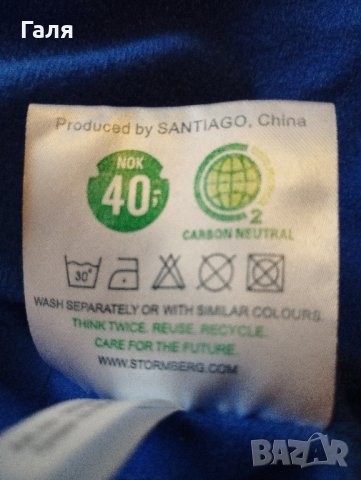 Галя
Produced by SANTIAGO, China
NOK
40,-
2
CARBON NEUTRAL
30°
WASH SEPARATELY OR WITH SIMILAR COLOURS.
THINK TWICE. REUSE. RECYCLE.
CARE FOR THE FUTURE.
WWW.STORMBERG.COM
BAZAR